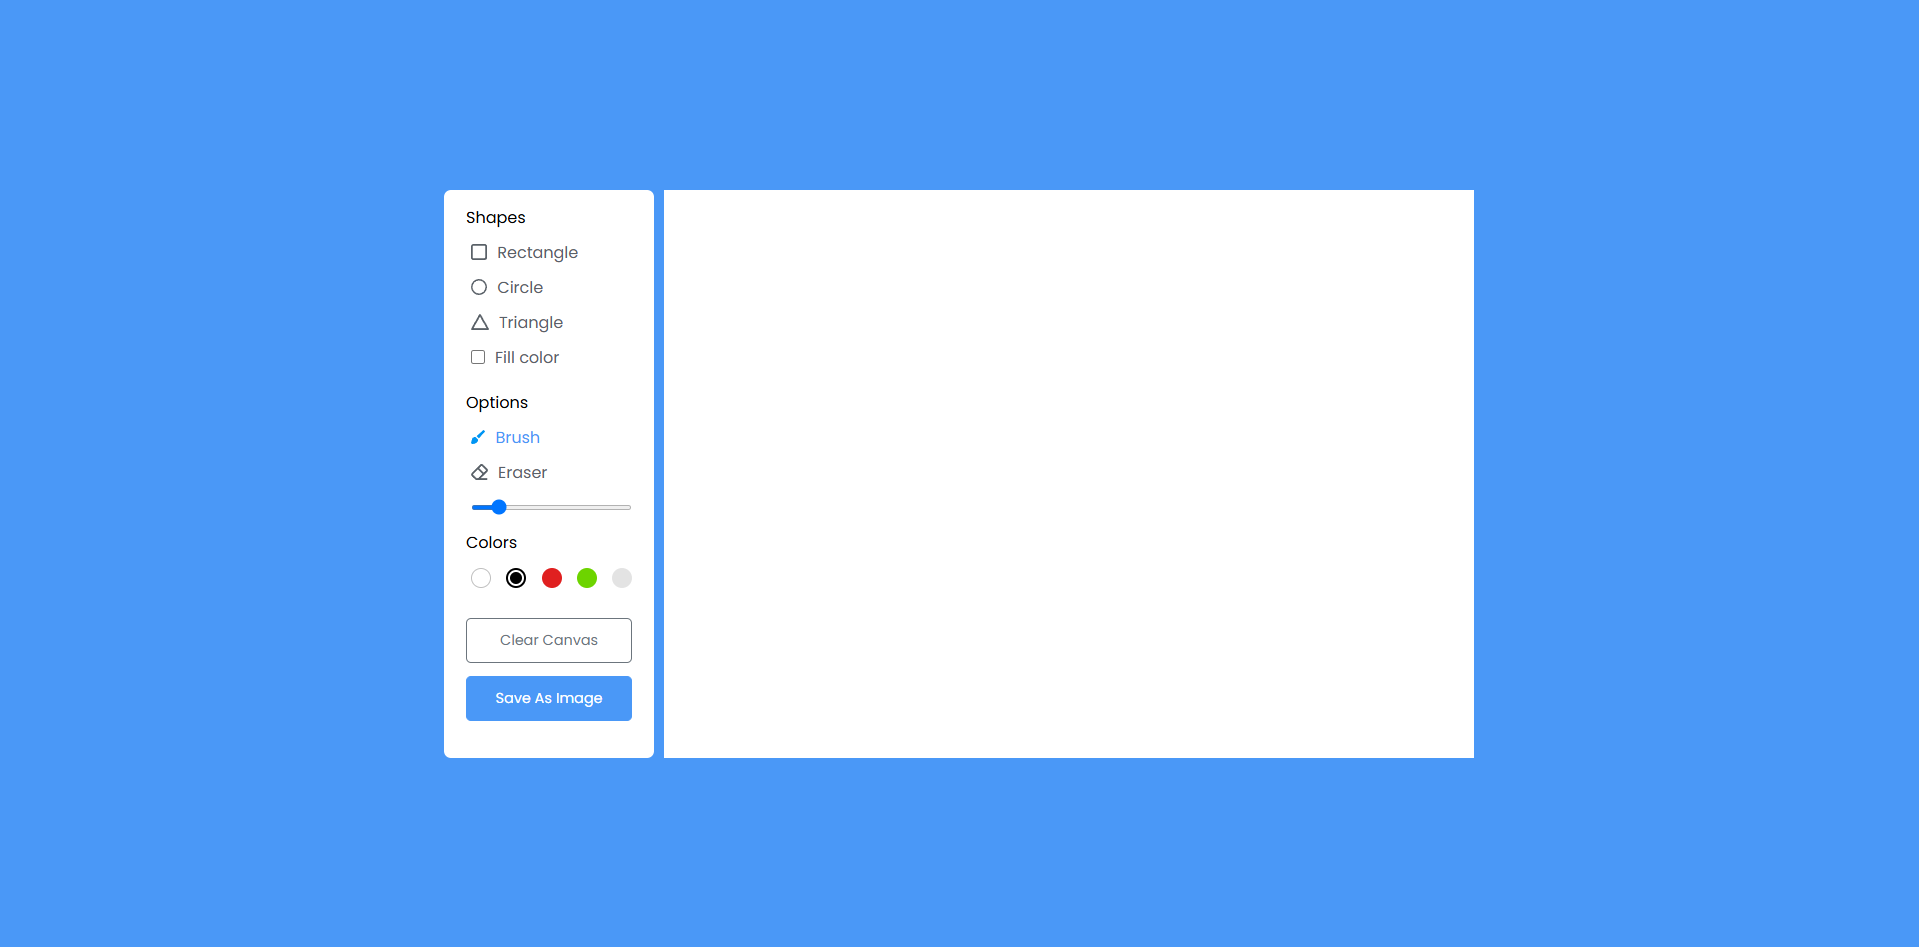 Shapes
Rectangle
Circle
Triangle
Fill color
Options
Brush
Eraser
Colors
Clear Canvas
Save As Image